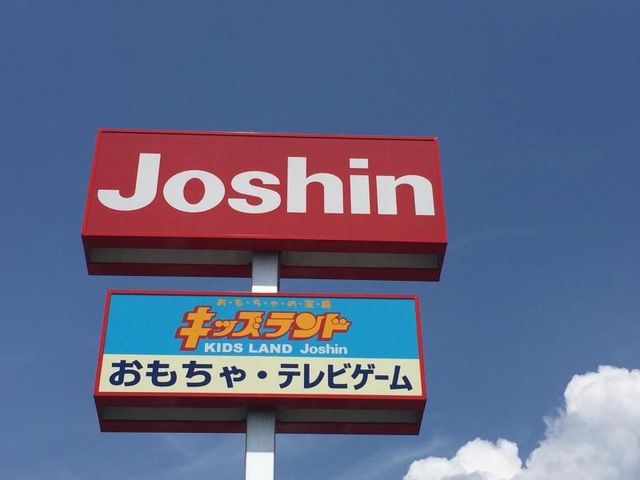 Joshin
お・も・ちゃ・の・宝・島
キッズランド
KIDS LAND Joshin
おもちゃ・テレビゲーム